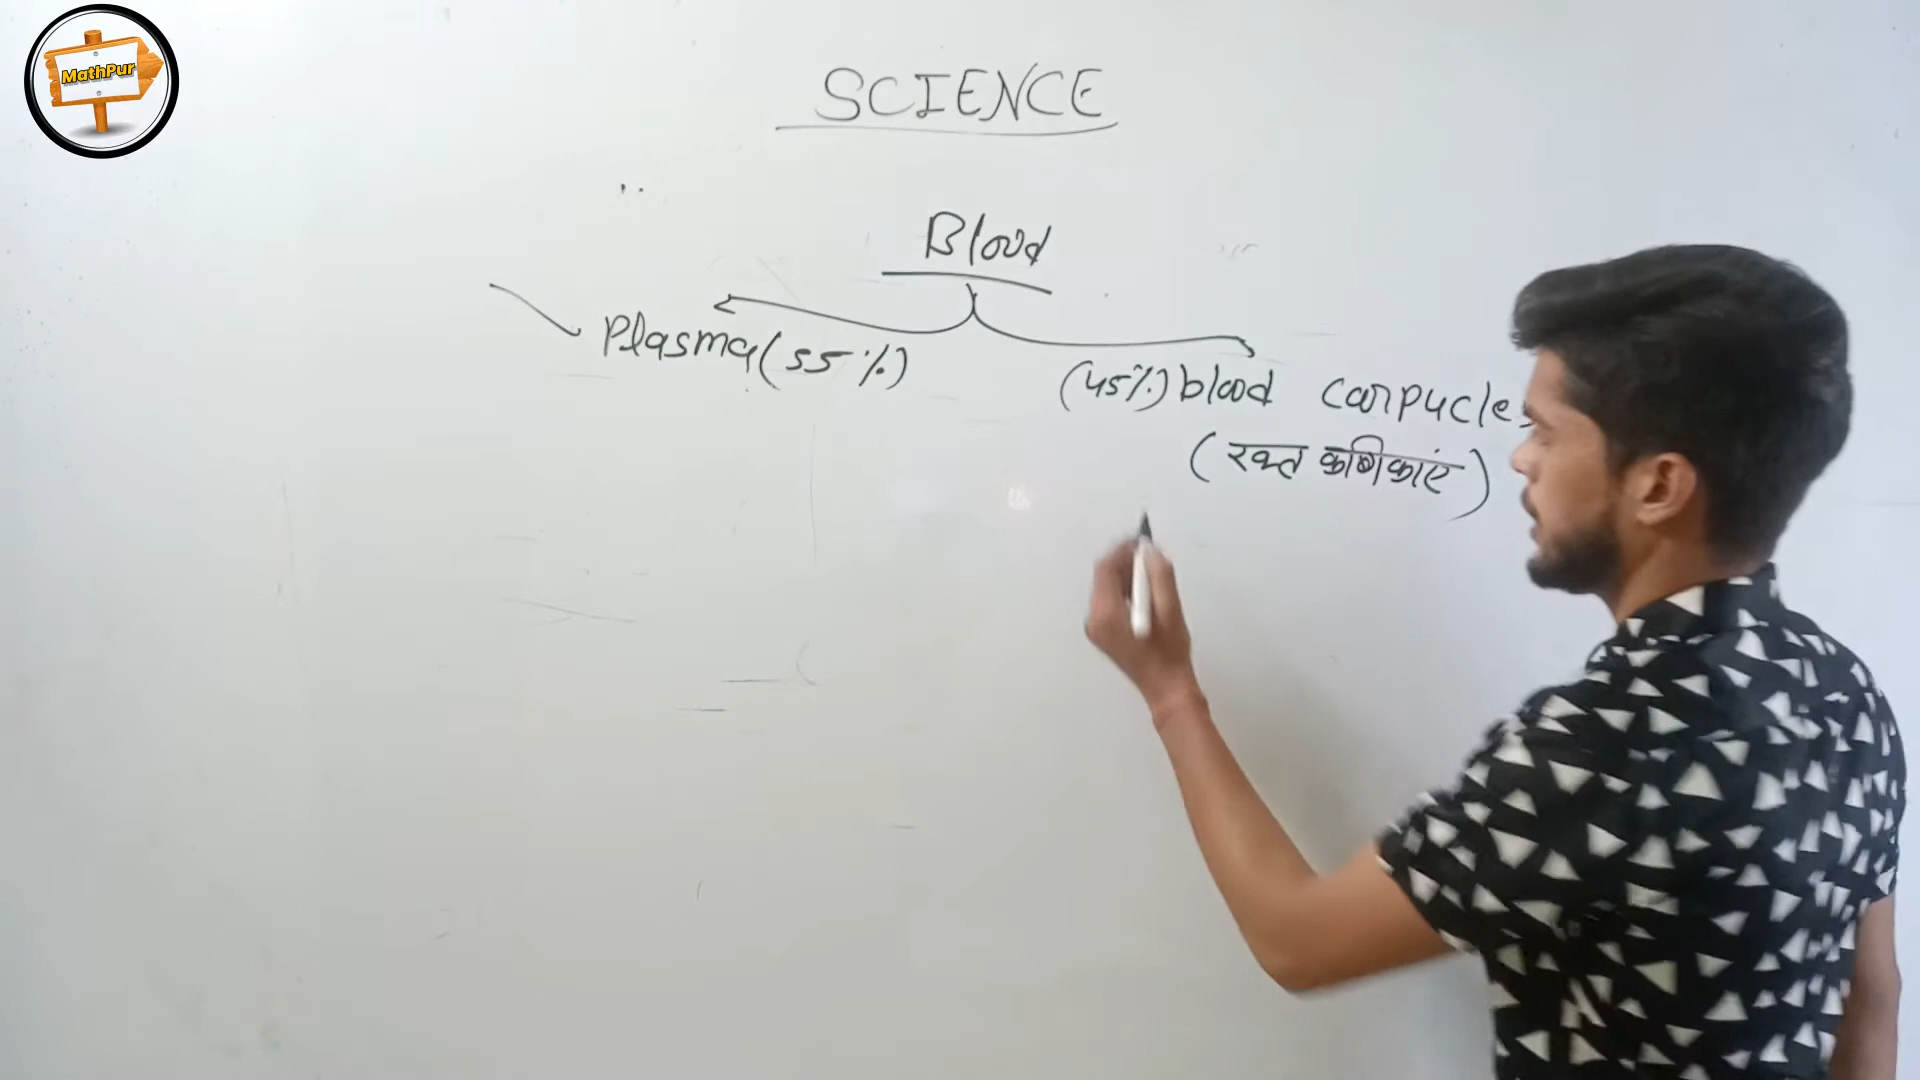 MathPur
SCIENCE
Blood
Plasma (55%)
(45%) blood corpucles
(रक्त कणिकाएं)